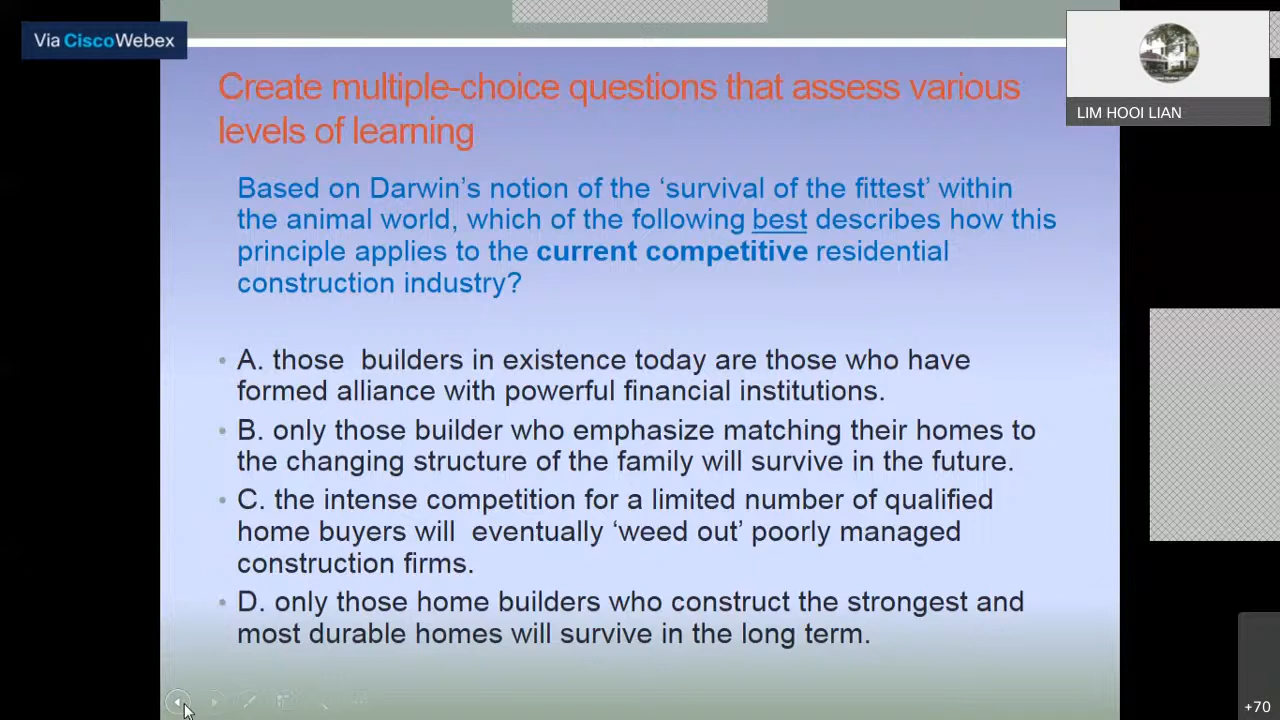 Via Cisco Webex
LIM HOOI LIAN
Create multiple-choice questions that assess various
levels of learning
Based on Darwin's notion of the ‘survival of the fittest’ within
the animal world, which of the following best describes how this
principle applies to the current competitive residential
construction industry?
• A. those builders in existence today are those who have
formed alliance with powerful financial institutions.
• B. only those builder who emphasize matching their homes to
the changing structure of the family will survive in the future.
• C. the intense competition for a limited number of qualified
home buyers will eventually ‘weed out’ poorly managed
construction firms.
• D. only those home builders who construct the strongest and
most durable homes will survive in the long term.
+70